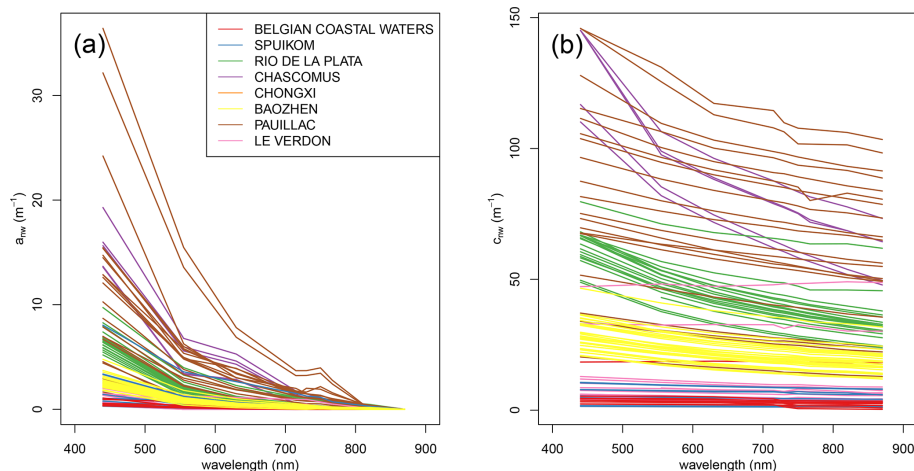 (a)
BELGIAN COASTAL WATERS
SPUIKOM
RIO DE LA PLATA
CHASCOMUS
CHONGXI
BAOZHEN
PAUILLAC
LE VERDON
30
20
10
0
a_nw (m⁻¹)
400 500 600 700 800 900
wavelength (nm)
(b)
150
100
50
0
c_nw (m⁻¹)
400 500 600 700 800 900
wavelength (nm)